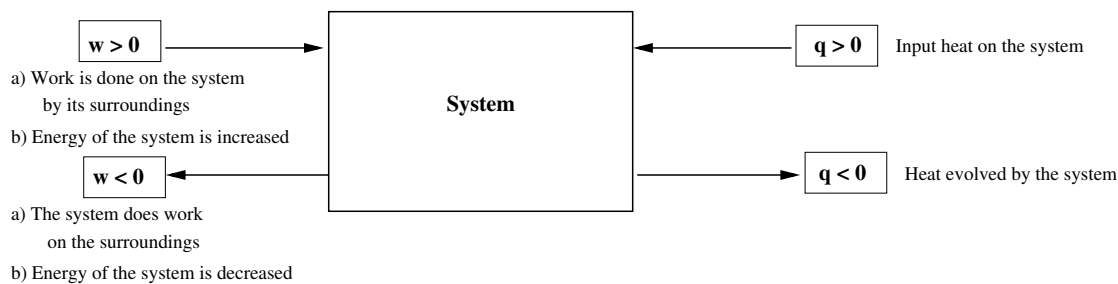 w > 0
a) Work is done on the system
by its surroundings
b) Energy of the system is increased
w < 0
a) The system does work
on the surroundings
b) Energy of the system is decreased
System
q > 0
Input heat on the system
q < 0
Heat evolved by the system